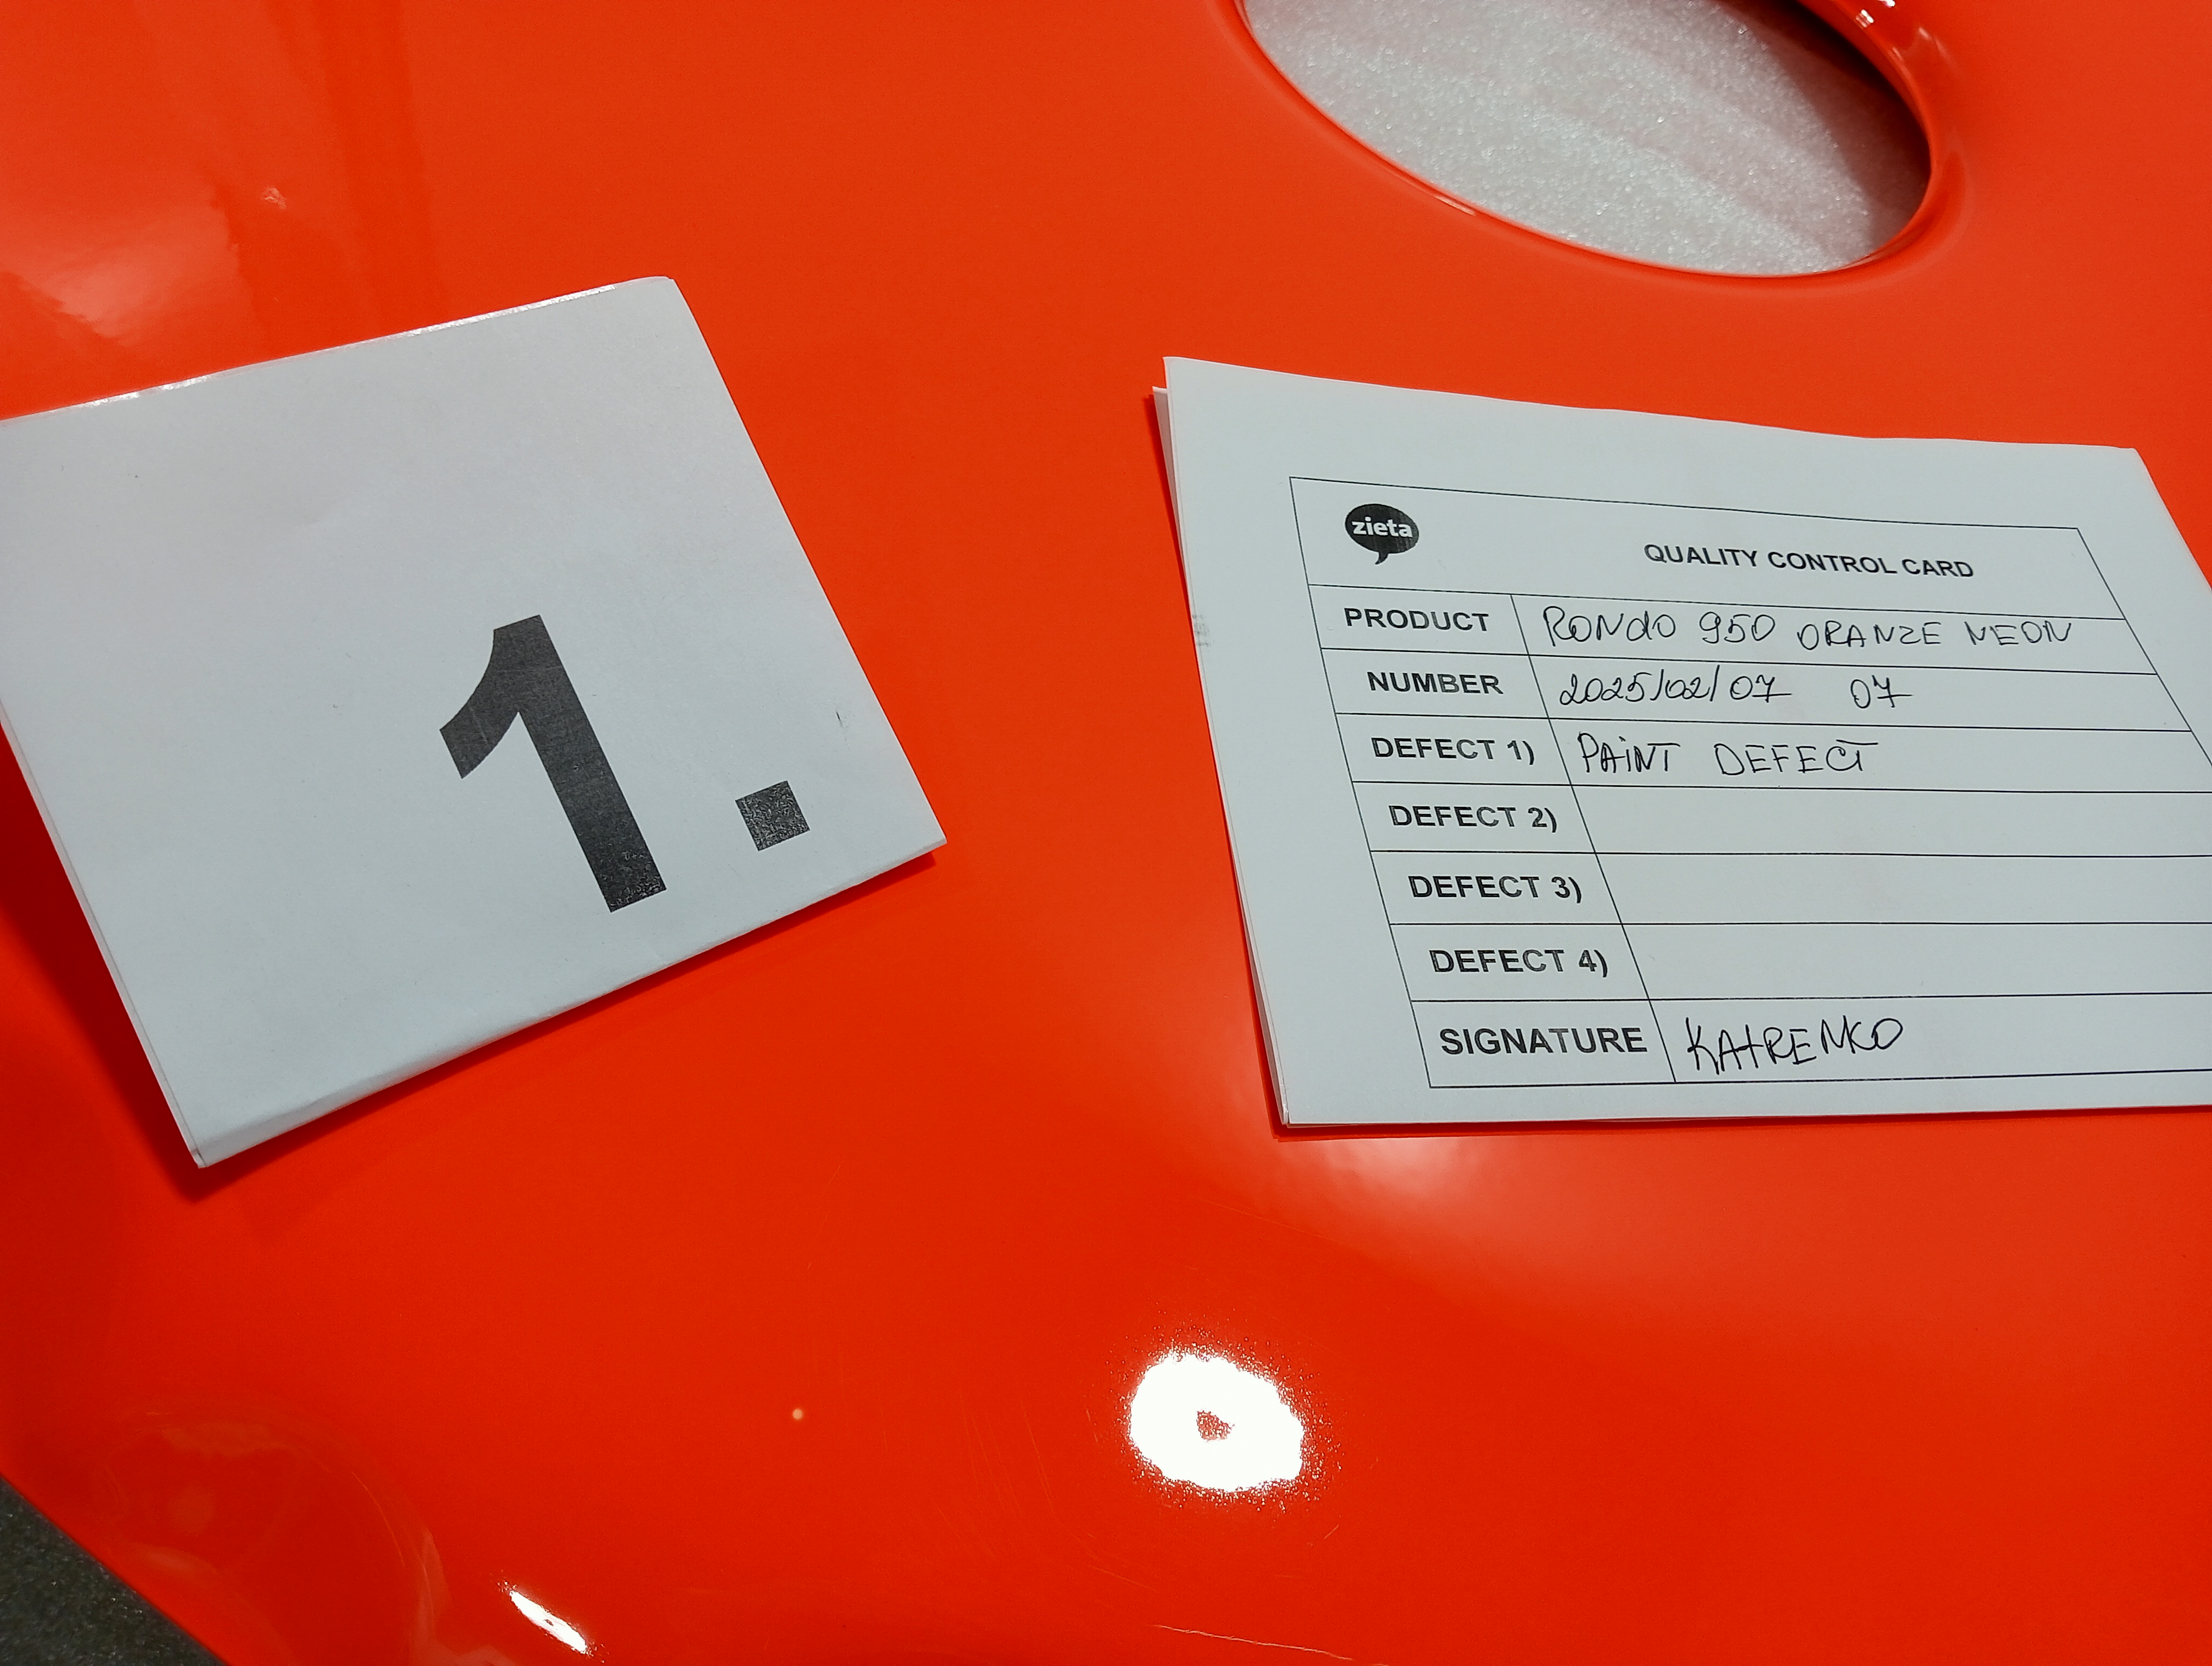 1.
zieta
QUALITY CONTROL CARD
PRODUCT RONDO 950 ORANZE NEON
NUMBER 2025/02/07 07
DEFECT 1) PAINT DEFECT
DEFECT 2)
DEFECT 3)
DEFECT 4)
SIGNATURE KATRENKO